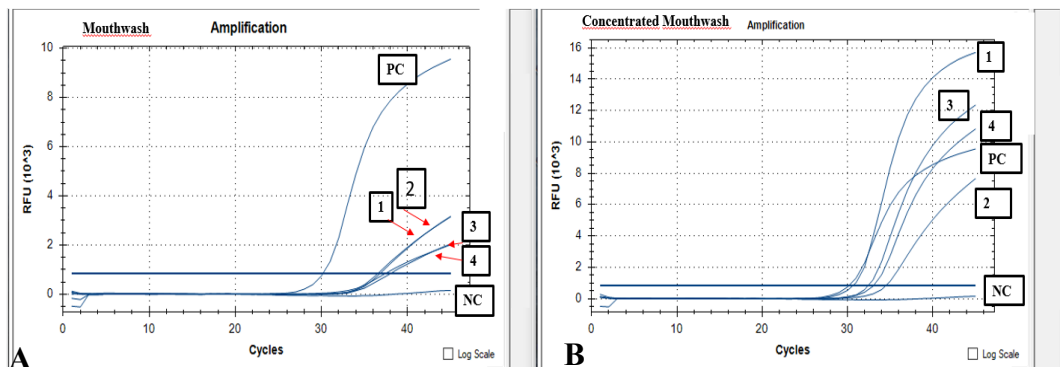 Mouthwash
Amplification
10
8
6
4
2
0
RFU (10^3)
PC
1
2
3
4
NC
0
10
20
30
40
Cycles
Log Scale
A
Concentrated Mouthwash
Amplification
16
14
12
10
8
6
4
2
0
RFU (10^3)
1
3
4
PC
2
NC
0
10
20
30
40
Cycles
Log Scale
B